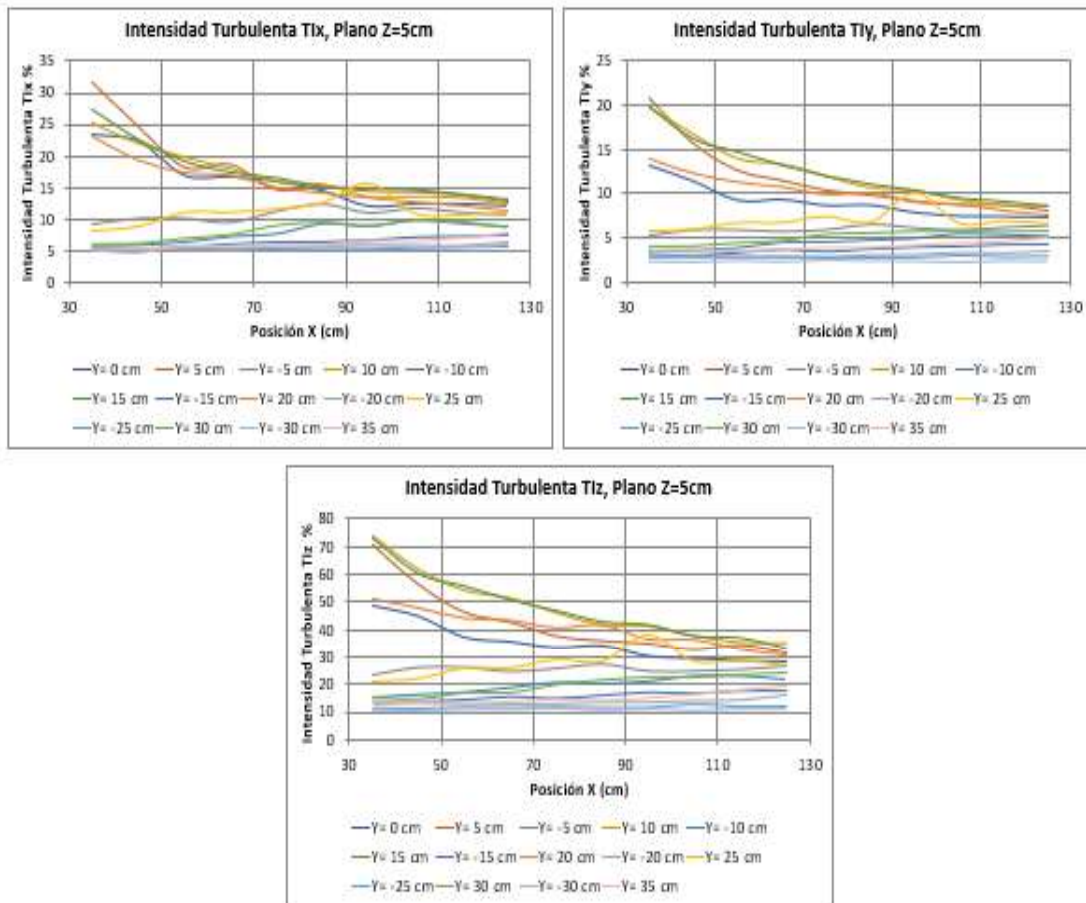 Intensidad Turbulenta TIx, Plano Z=5cm
Intensidad Turbulenta TIx %
35
30
25
20
15
10
5
0
30 50 70 90 110 130
Posición X (cm)
Y= 0 cm Y= 5 cm Y= -5 cm Y= 10 cm Y= -10 cm
Y= 15 cm Y= -15 cm Y= 20 cm Y= -20 cm Y= 25 cm
Y= -25 cm Y= 30 cm Y= -30 cm Y= 35 cm
Intensidad Turbulenta TIy, Plano Z=5cm
Intensidad Turbulenta TIy %
25
20
15
10
5
0
30 50 70 90 110 130
Posición X (cm)
Y= 0 cm Y= 5 cm Y= -5 cm Y= 10 cm Y= -10 cm
Y= 15 cm Y= -15 cm Y= 20 cm Y= -20 cm Y= 25 cm
Y= -25 cm Y= 30 cm Y= -30 cm Y= 35 cm
Intensidad Turbulenta TIz, Plano Z=5cm
Intensidad Turbulenta TIz %
80
70
60
50
40
30
20
10
0
30 50 70 90 110 130
Posición X (cm)
Y= 0 cm Y= 5 cm Y= -5 cm Y= 10 cm Y= -10 cm
Y= 15 cm Y= -15 cm Y= 20 cm Y= -20 cm Y= 25 cm
Y= -25 cm Y= 30 cm Y= -30 cm Y= 35 cm